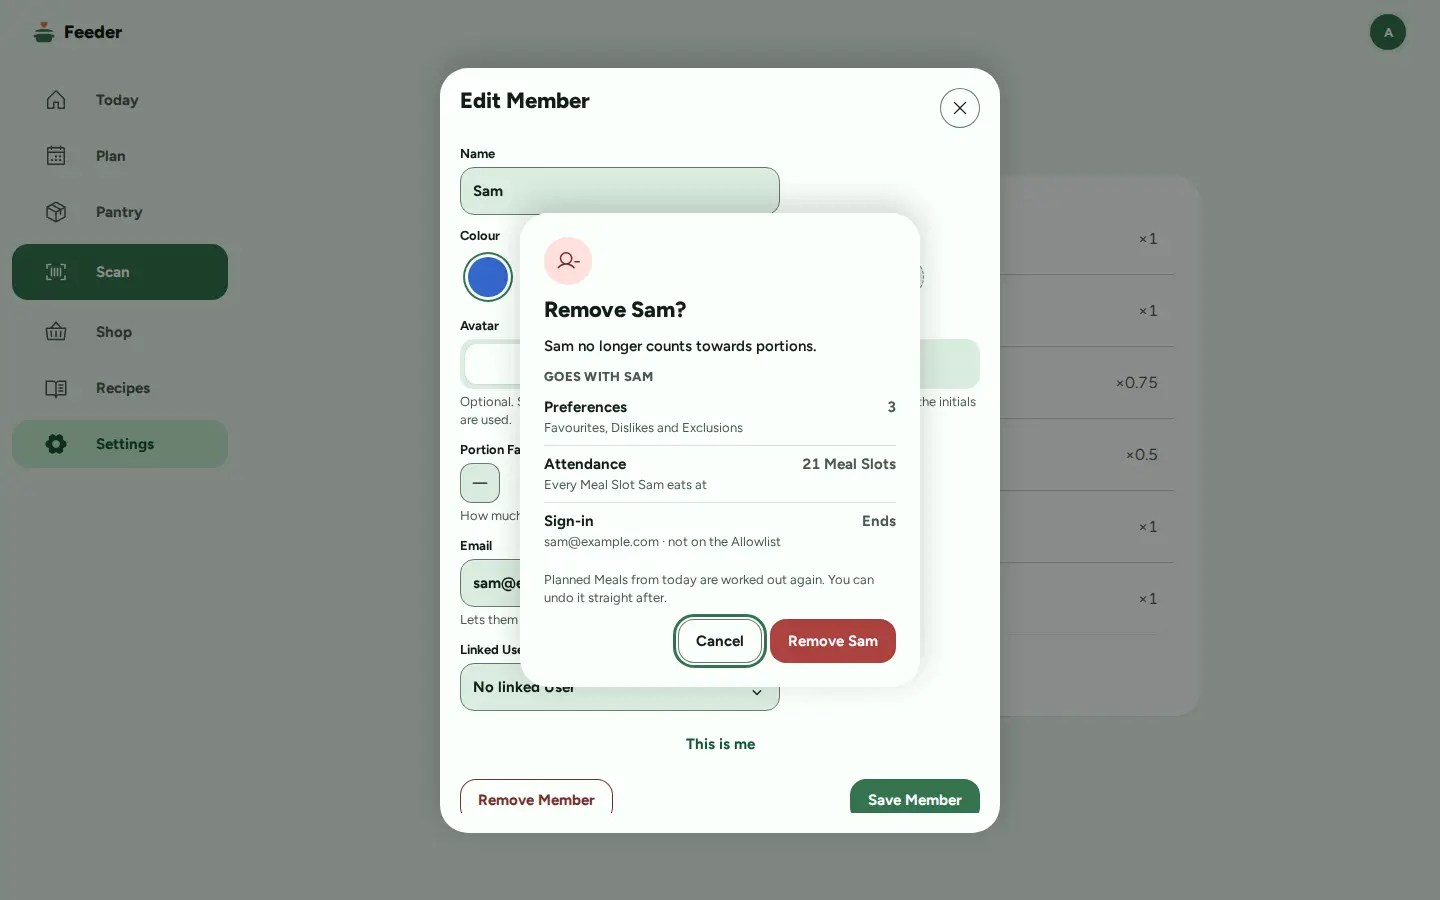 Feeder
A
Today
Plan
Pantry
Scan
Shop
Recipes
Settings
Edit Member
Name
Sam
Colour
Avatar
Optional.
the initials
are used.
Portion
How much
Email
Lets them
Linked
No linked User
This is me
Remove Member
Save Member
Remove Sam?
Sam no longer counts towards portions.
GOES WITH SAM
Preferences 3
Favourites, Dislikes and Exclusions
Attendance 21 Meal Slots
Every Meal Slot Sam eats at
Sign-in Ends
sam@example.com · not on the Allowlist
Planned Meals from today are worked out again. You can
undo it straight after.
Cancel
Remove Sam
×1
×1
×0.75
×0.5
×1
×1